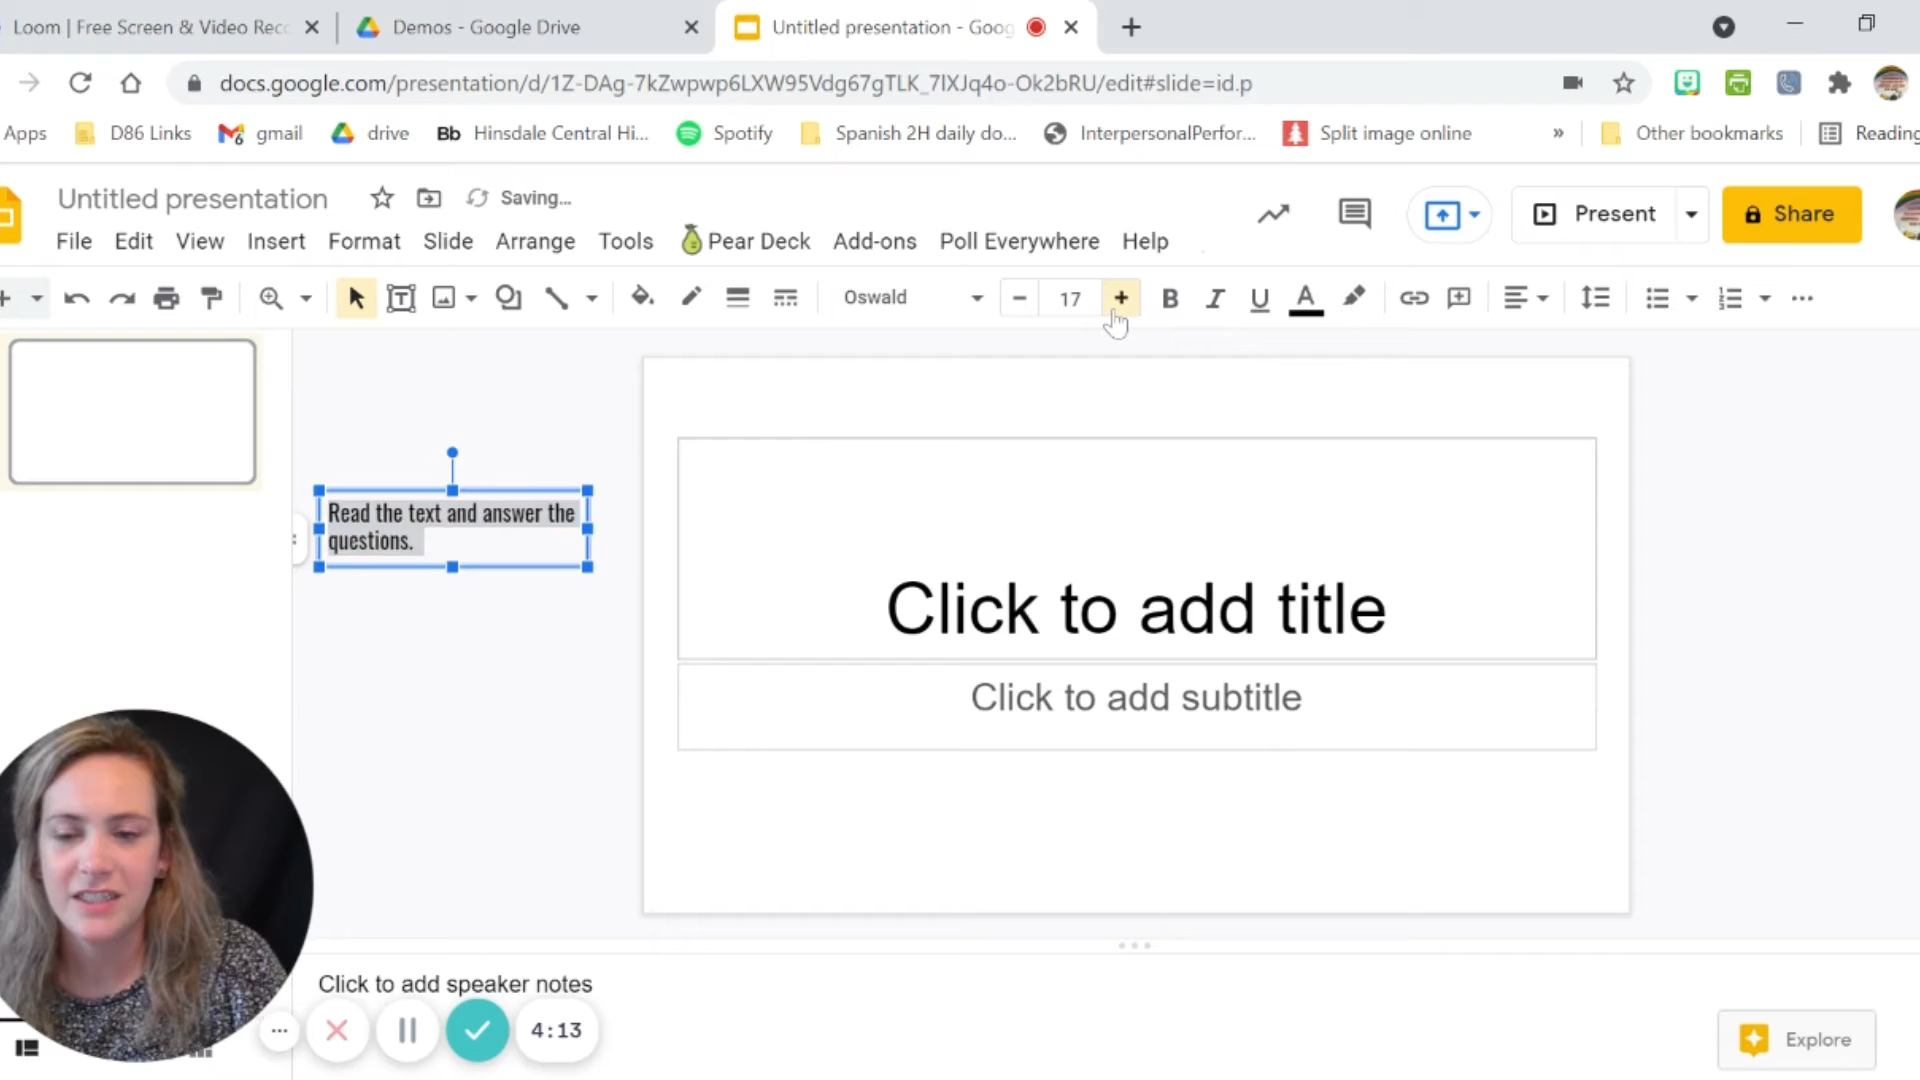 Loom | Free Screen & Video Rec
Demos - Google Drive
Untitled presentation - Goog
docs.google.com/presentation/d/1Z-DAg-7kZwpwp6LXW95Vdg67gTLK_7lXJq4o-Ok2bRU/edit#slide=id.p
Apps
D86 Links
gmail
drive
Bb Hinsdale Central Hi...
Spotify
Spanish 2H daily do...
InterpersonalPerfor...
Split image online
»
Other bookmarks
Reading
Untitled presentation
Saving...
Present
Share
File Edit View Insert Format Slide Arrange Tools Pear Deck Add-ons Poll Everywhere Help
Oswald
17
B I U A
Read the text and answer the
questions.
Click to add title
Click to add subtitle
Click to add speaker notes
4:13
Explore